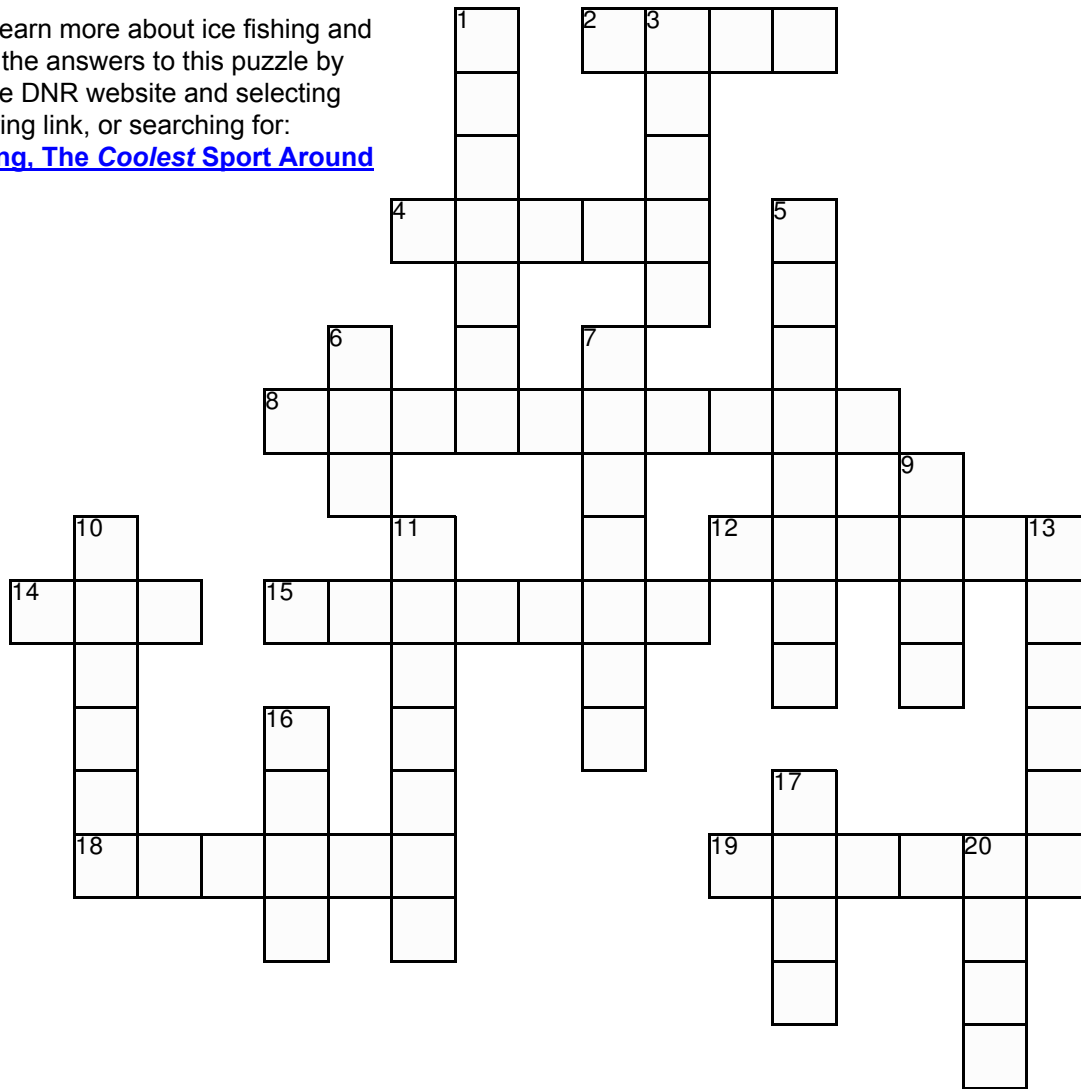 earn more about ice fishing and
the answers to this puzzle by
e DNR website and selecting
ing link, or searching for:
ng, The Coolest Sport Around
1
2 3
4 5
6 7
8
9
10 11 12 13
14 15
16
17
18 19 20